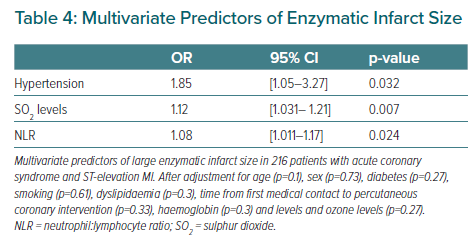 Table 4: Multivariate Predictors of Enzymatic Infarct Size
OR 95% CI p-value
Hypertension 1.85 [1.05–3.27] 0.032
SO₂ levels 1.12 [1.031– 1.21] 0.007
NLR 1.08 [1.011–1.17] 0.024
Multivariate predictors of large enzymatic infarct size in 216 patients with acute coronary
syndrome and ST-elevation MI. After adjustment for age (p=0.1), sex (p=0.73), diabetes (p=0.27),
smoking (p=0.61), dyslipidaemia (p=0.3), time from first medical contact to percutaneous
coronary intervention (p=0.33), haemoglobin (p=0.3) and levels and ozone levels (p=0.27).
NLR = neutrophil:lymphocyte ratio; SO₂ = sulphur dioxide.